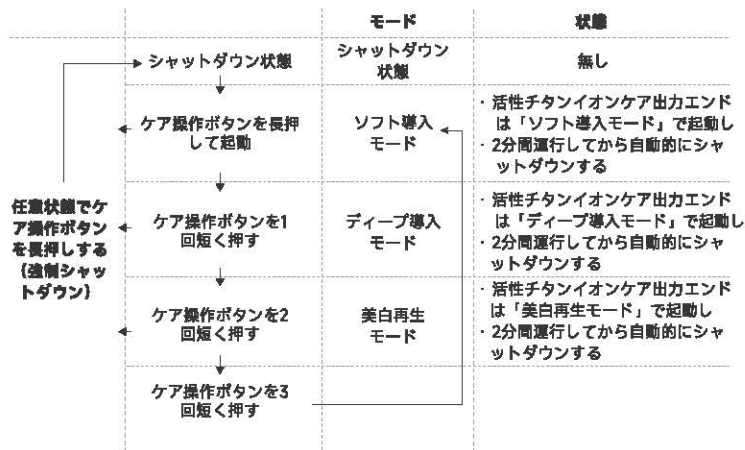 モード
状態
シャットダウン状態
シャットダウン
状態
無し
ケア操作ボタンを長押
して起動
ソフト導入
モード
・活性チタンイオンケア出力エンド
は「ソフト導入モード」で起動し
・2分間運行してから自動的にシャ
ットダウンする
任意状態でケ
ア操作ボタン
を長押しする
(強制シャッ
トダウン)
ケア操作ボタンを1
回短く押す
ディープ導入
モード
・活性チタンイオンケア出力エンド
は「ディープ導入モード」で起動し
・2分間運行してから自動的にシャ
ットダウンする
ケア操作ボタンを2
回短く押す
美白再生
モード
・活性チタンイオンケア出力エンド
は「美白再生モード」で起動し
・2分間運行してから自動的にシャ
ットダウンする
ケア操作ボタンを3
回短く押す